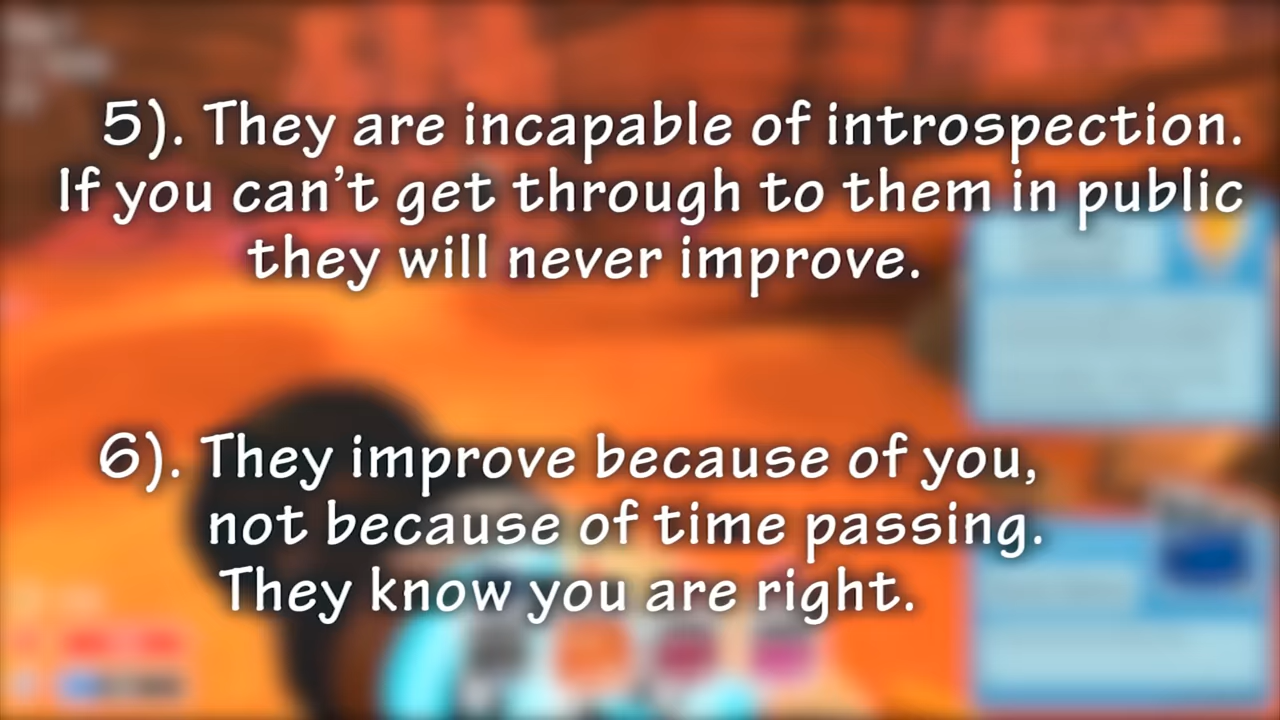 5). They are incapable of introspection.
If you can't get through to them in public
they will never improve.
6). They improve because of you,
not because of time passing.
They know you are right.